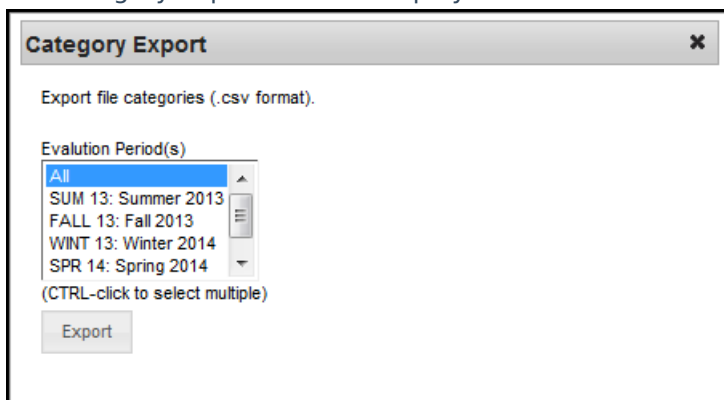 Category Export
Export file categories (.csv format).
Evalution Period(s)
All
SUM 13: Summer 2013
FALL 13: Fall 2013
WINT 13: Winter 2014
SPR 14: Spring 2014
(CTRL-click to select multiple)
Export